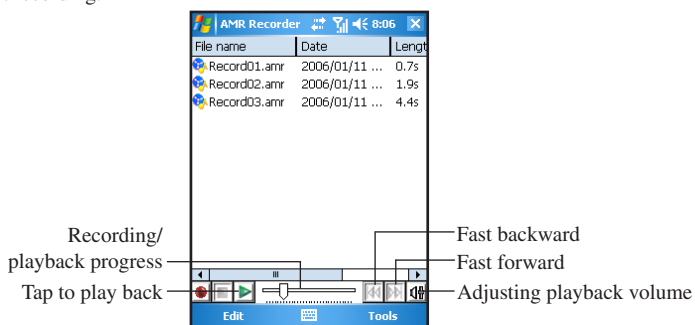 AMR Recorder 8:06
File name Date Lengt
Record01.amr 2006/01/11 ... 0.7s
Record02.amr 2006/01/11 ... 1.9s
Record03.amr 2006/01/11 ... 4.4s
Recording/
playback progress
Tap to play back
Fast backward
Fast forward
Adjusting playback volume
Edit Tools